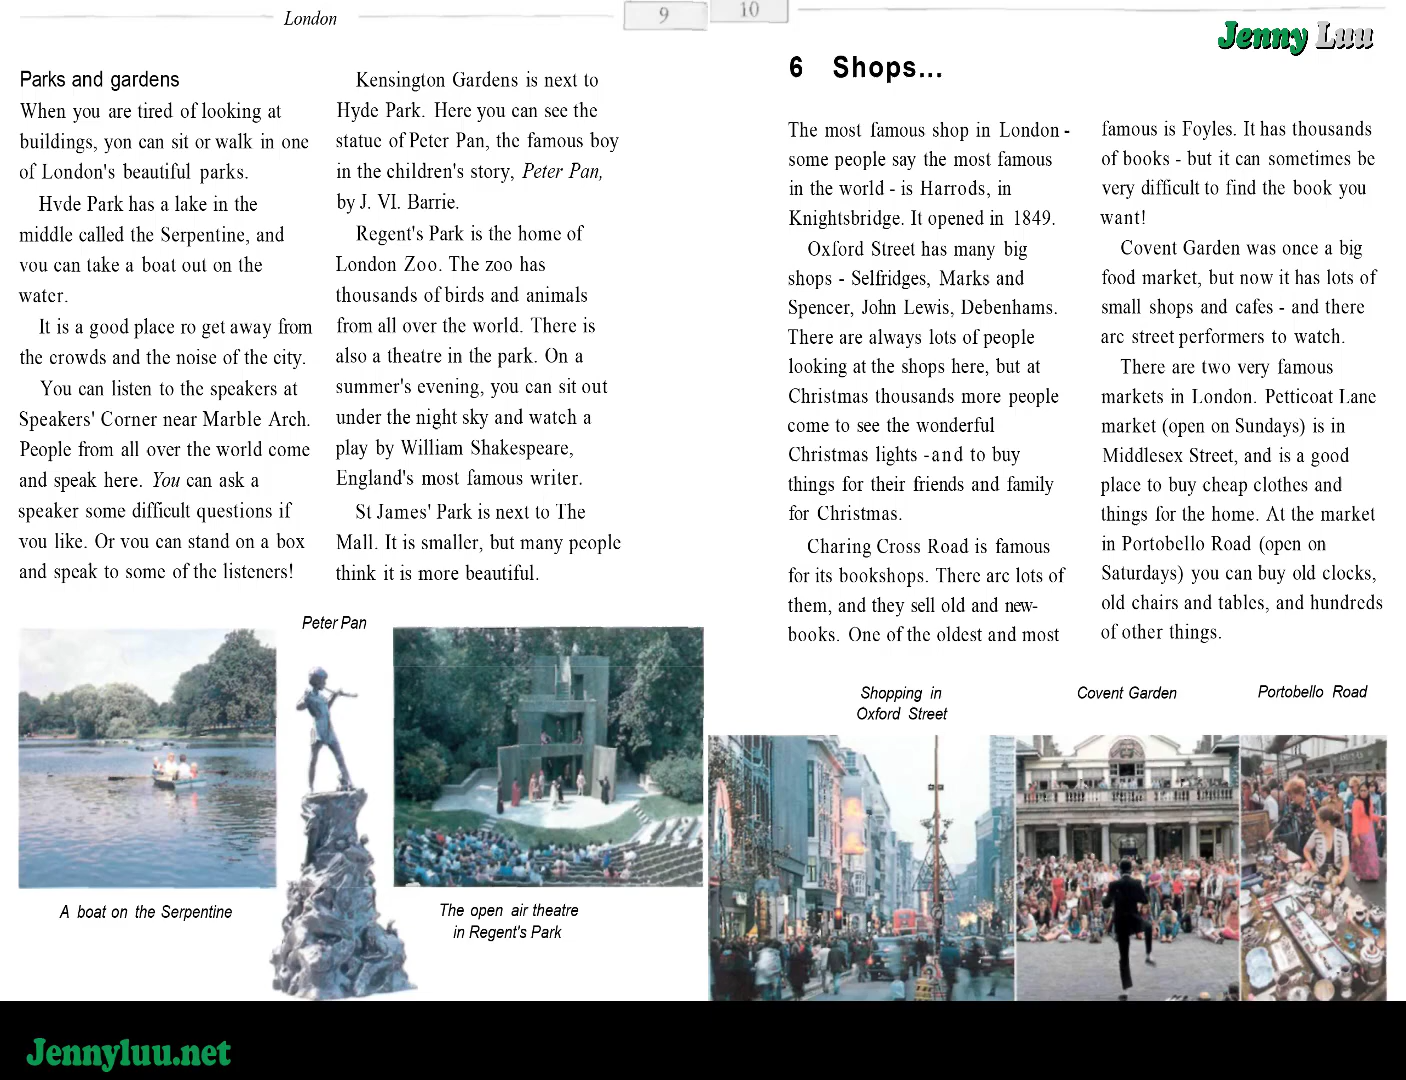 London
9
Parks and gardens
When you are tired of looking at
buildings, yon can sit or walk in one
of London's beautiful parks.
Hvde Park has a lake in the
middle called the Serpentine, and
vou can take a boat out on the
water.
It is a good place ro get away from
the crowds and the noise of the city.
You can listen to the speakers at
Speakers' Corner near Marble Arch.
People from all over the world come
and speak here. You can ask a
speaker some difficult questions if
vou like. Or vou can stand on a box
and speak to some of the listeners!
Kensington Gardens is next to
Hyde Park. Here you can see the
statue of Peter Pan, the famous boy
in the children's story, Peter Pan,
by J. VI. Barrie.
Regent's Park is the home of
London Zoo. The zoo has
thousands of birds and animals
from all over the world. There is
also a theatre in the park. On a
summer's evening, you can sit out
under the night sky and watch a
play by William Shakespeare,
England's most famous writer.
St James' Park is next to The
Mall. It is smaller, but many people
think it is more beautiful.
Peter Pan
A boat on the Serpentine
The open air theatre
in Regent's Park
10
Jenny Luu
6 Shops...
The most famous shop in London -
some people say the most famous
in the world - is Harrods, in
Knightsbridge. It opened in 1849.
Oxford Street has many big
shops - Selfridges, Marks and
Spencer, John Lewis, Debenhams.
There are always lots of people
looking at the shops here, but at
Christmas thousands more people
come to see the wonderful
Christmas lights -and to buy
things for their friends and family
for Christmas.
Charing Cross Road is famous
for its bookshops. There arc lots of
them, and they sell old and new-
books. One of the oldest and most
famous is Foyles. It has thousands
of books - but it can sometimes be
very difficult to find the book you
want!
Covent Garden was once a big
food market, but now it has lots of
small shops and cafes - and there
arc street performers to watch.
There are two very famous
markets in London. Petticoat Lane
market (open on Sundays) is in
Middlesex Street, and is a good
place to buy cheap clothes and
things for the home. At the market
in Portobello Road (open on
Saturdays) you can buy old clocks,
old chairs and tables, and hundreds
of other things.
Shopping in
Oxford Street
Covent Garden
Portobello Road
Jennyluu.net